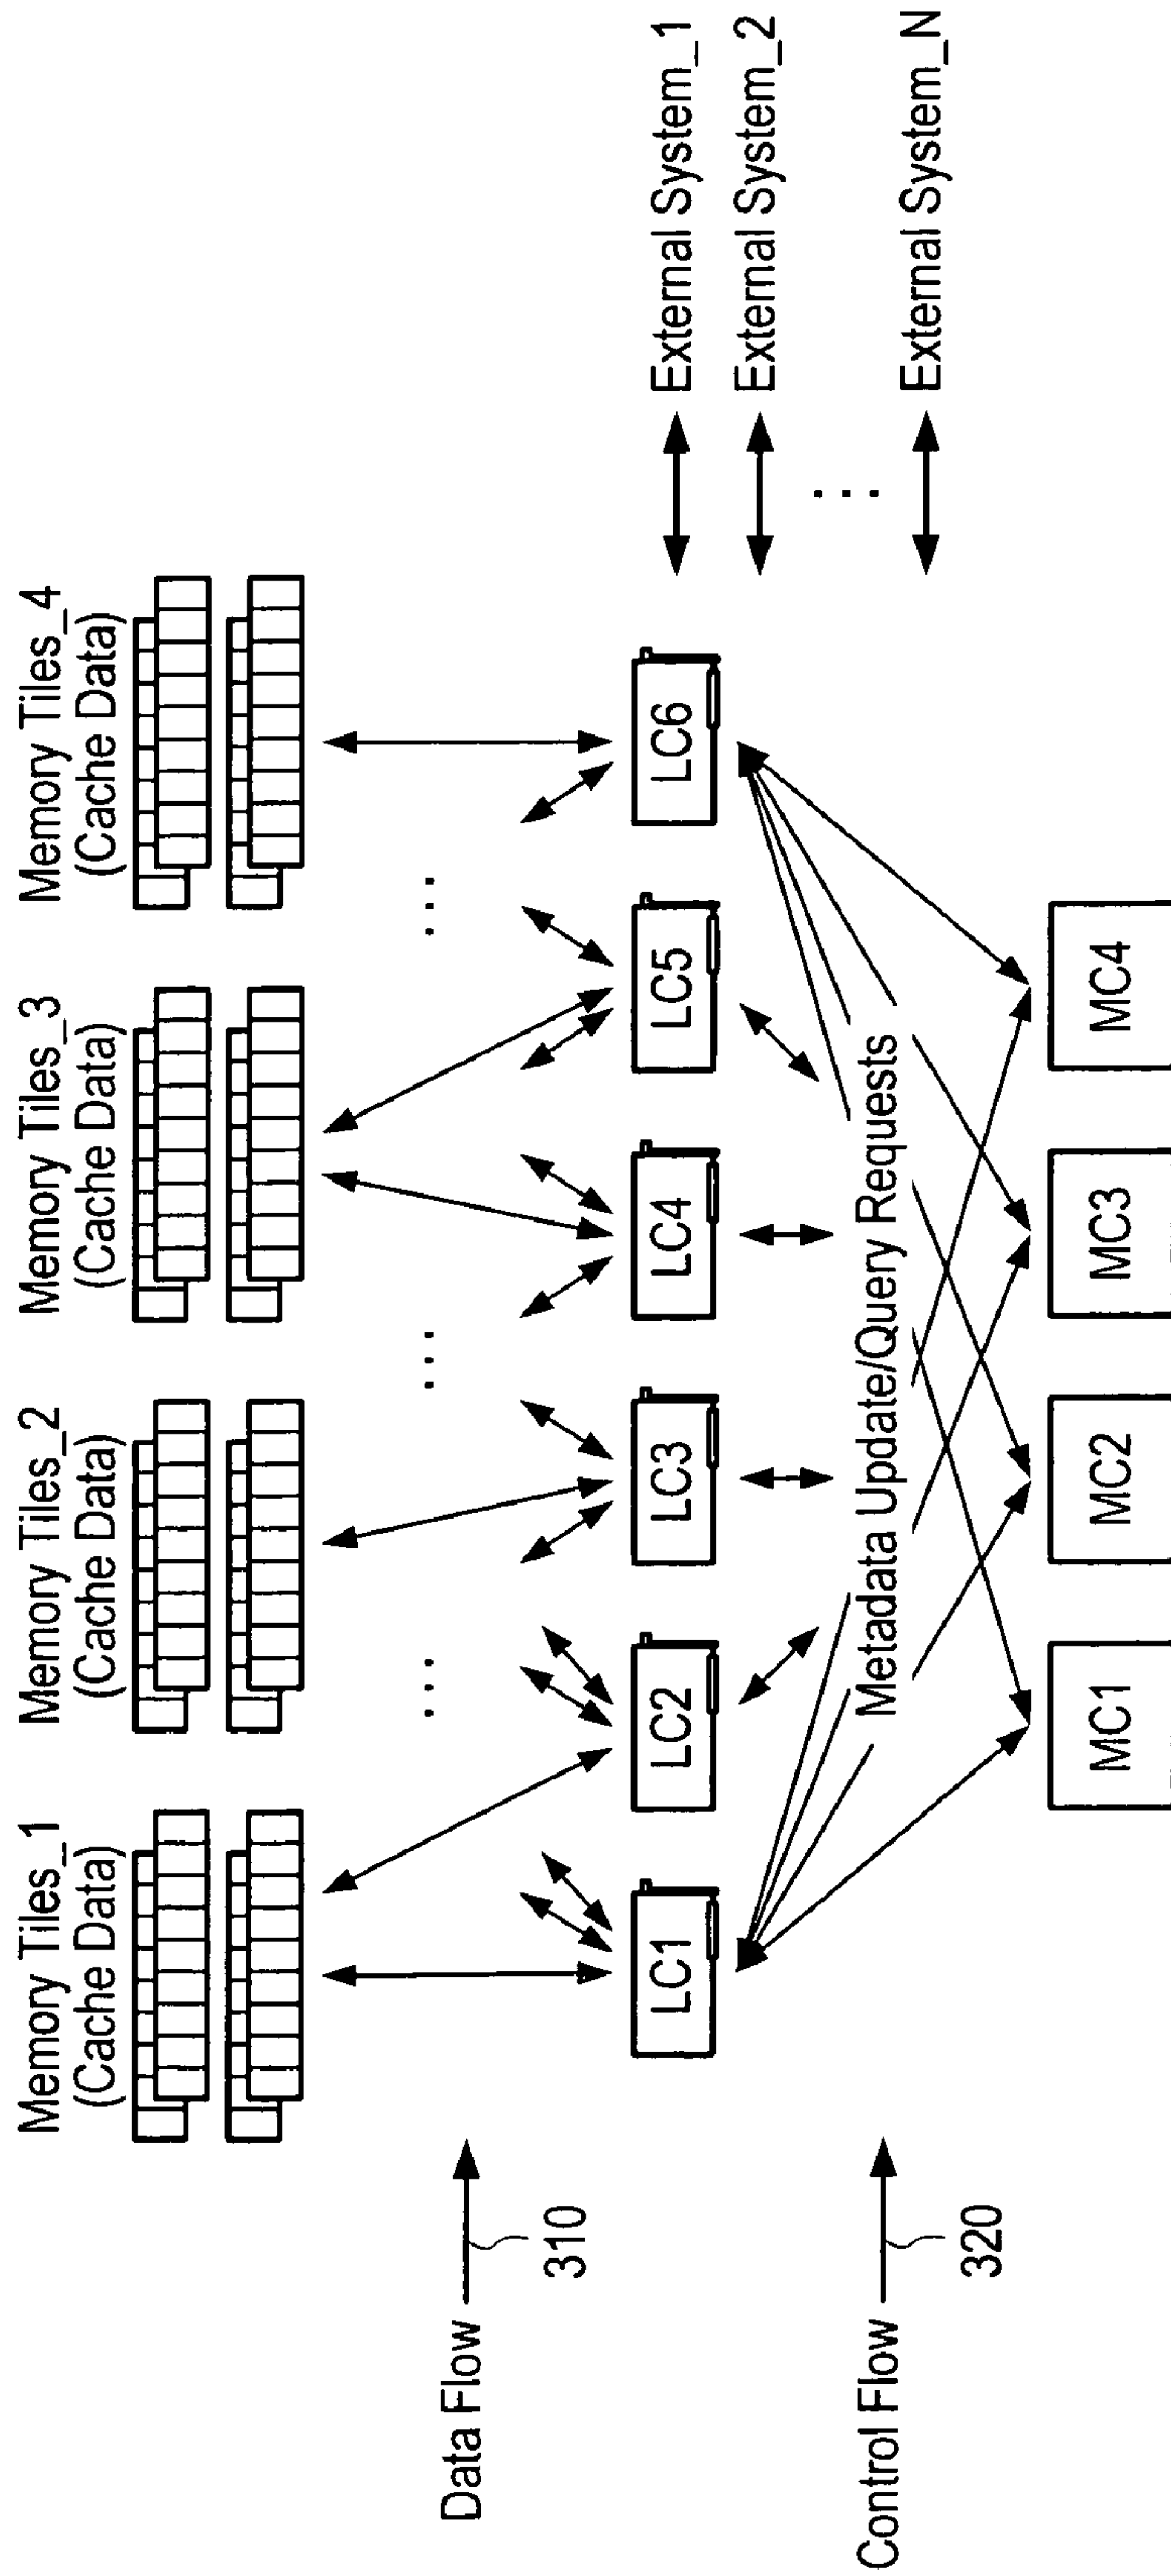 Memory Tiles_1
(Cache Data)
Memory Tiles_2
(Cache Data)
Memory Tiles_3
(Cache Data)
Memory Tiles_4
(Cache Data)
Data Flow
310
...
...
...
LC1
LC2
LC3
LC4
LC5
LC6
External System_1
External System_2
...
External System_N
Control Flow
320
Metadata Update/Query Requests
MC1
MC2
MC3
MC4